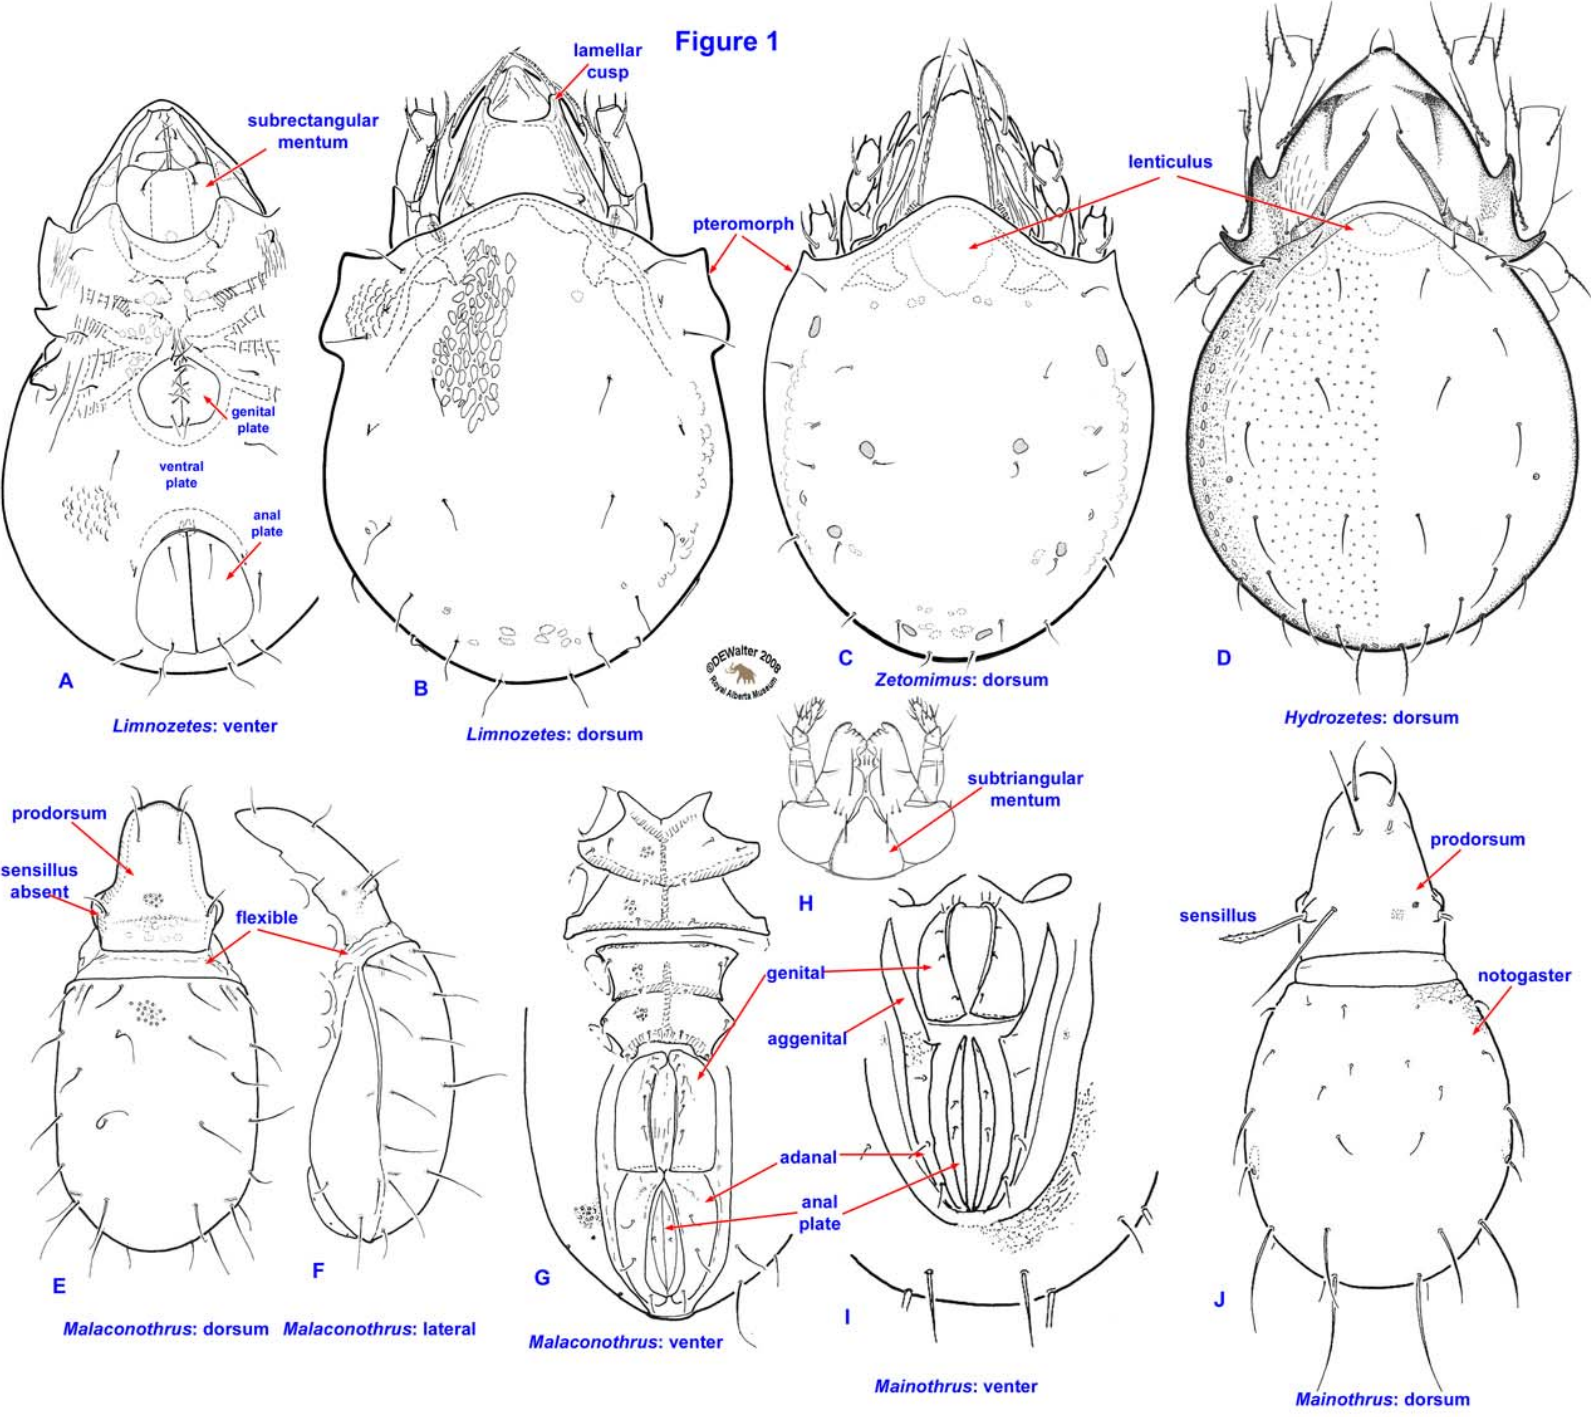 Figure 1
lamellar
cusp
subrectangular
mentum
lenticulus
pteromorph
genital
plate
ventral
plate
anal
plate
A
B
C
D
©DEWalter 2008
Royal Alberta Museum
Limnozetes: venter
Limnozetes: dorsum
Zetomimus: dorsum
Hydrozetes: dorsum
prodorsum
sensillus
absent
flexible
subtriangular
mentum
H
prodorsum
sensillus
notogaster
genital
aggenital
adanal
anal
plate
E
F
G
I
J
Malaconothrus: dorsum
Malaconothrus: lateral
Malaconothrus: venter
Mainothrus: venter
Mainothrus: dorsum